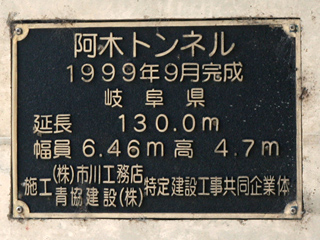 阿木トンネル
1999年9月完成
岐阜県
延長 130.0m
幅員 6.46m 高 4.7m
施工 (株)市川工務店 特定建設工事共同企業体
青協建設(株)